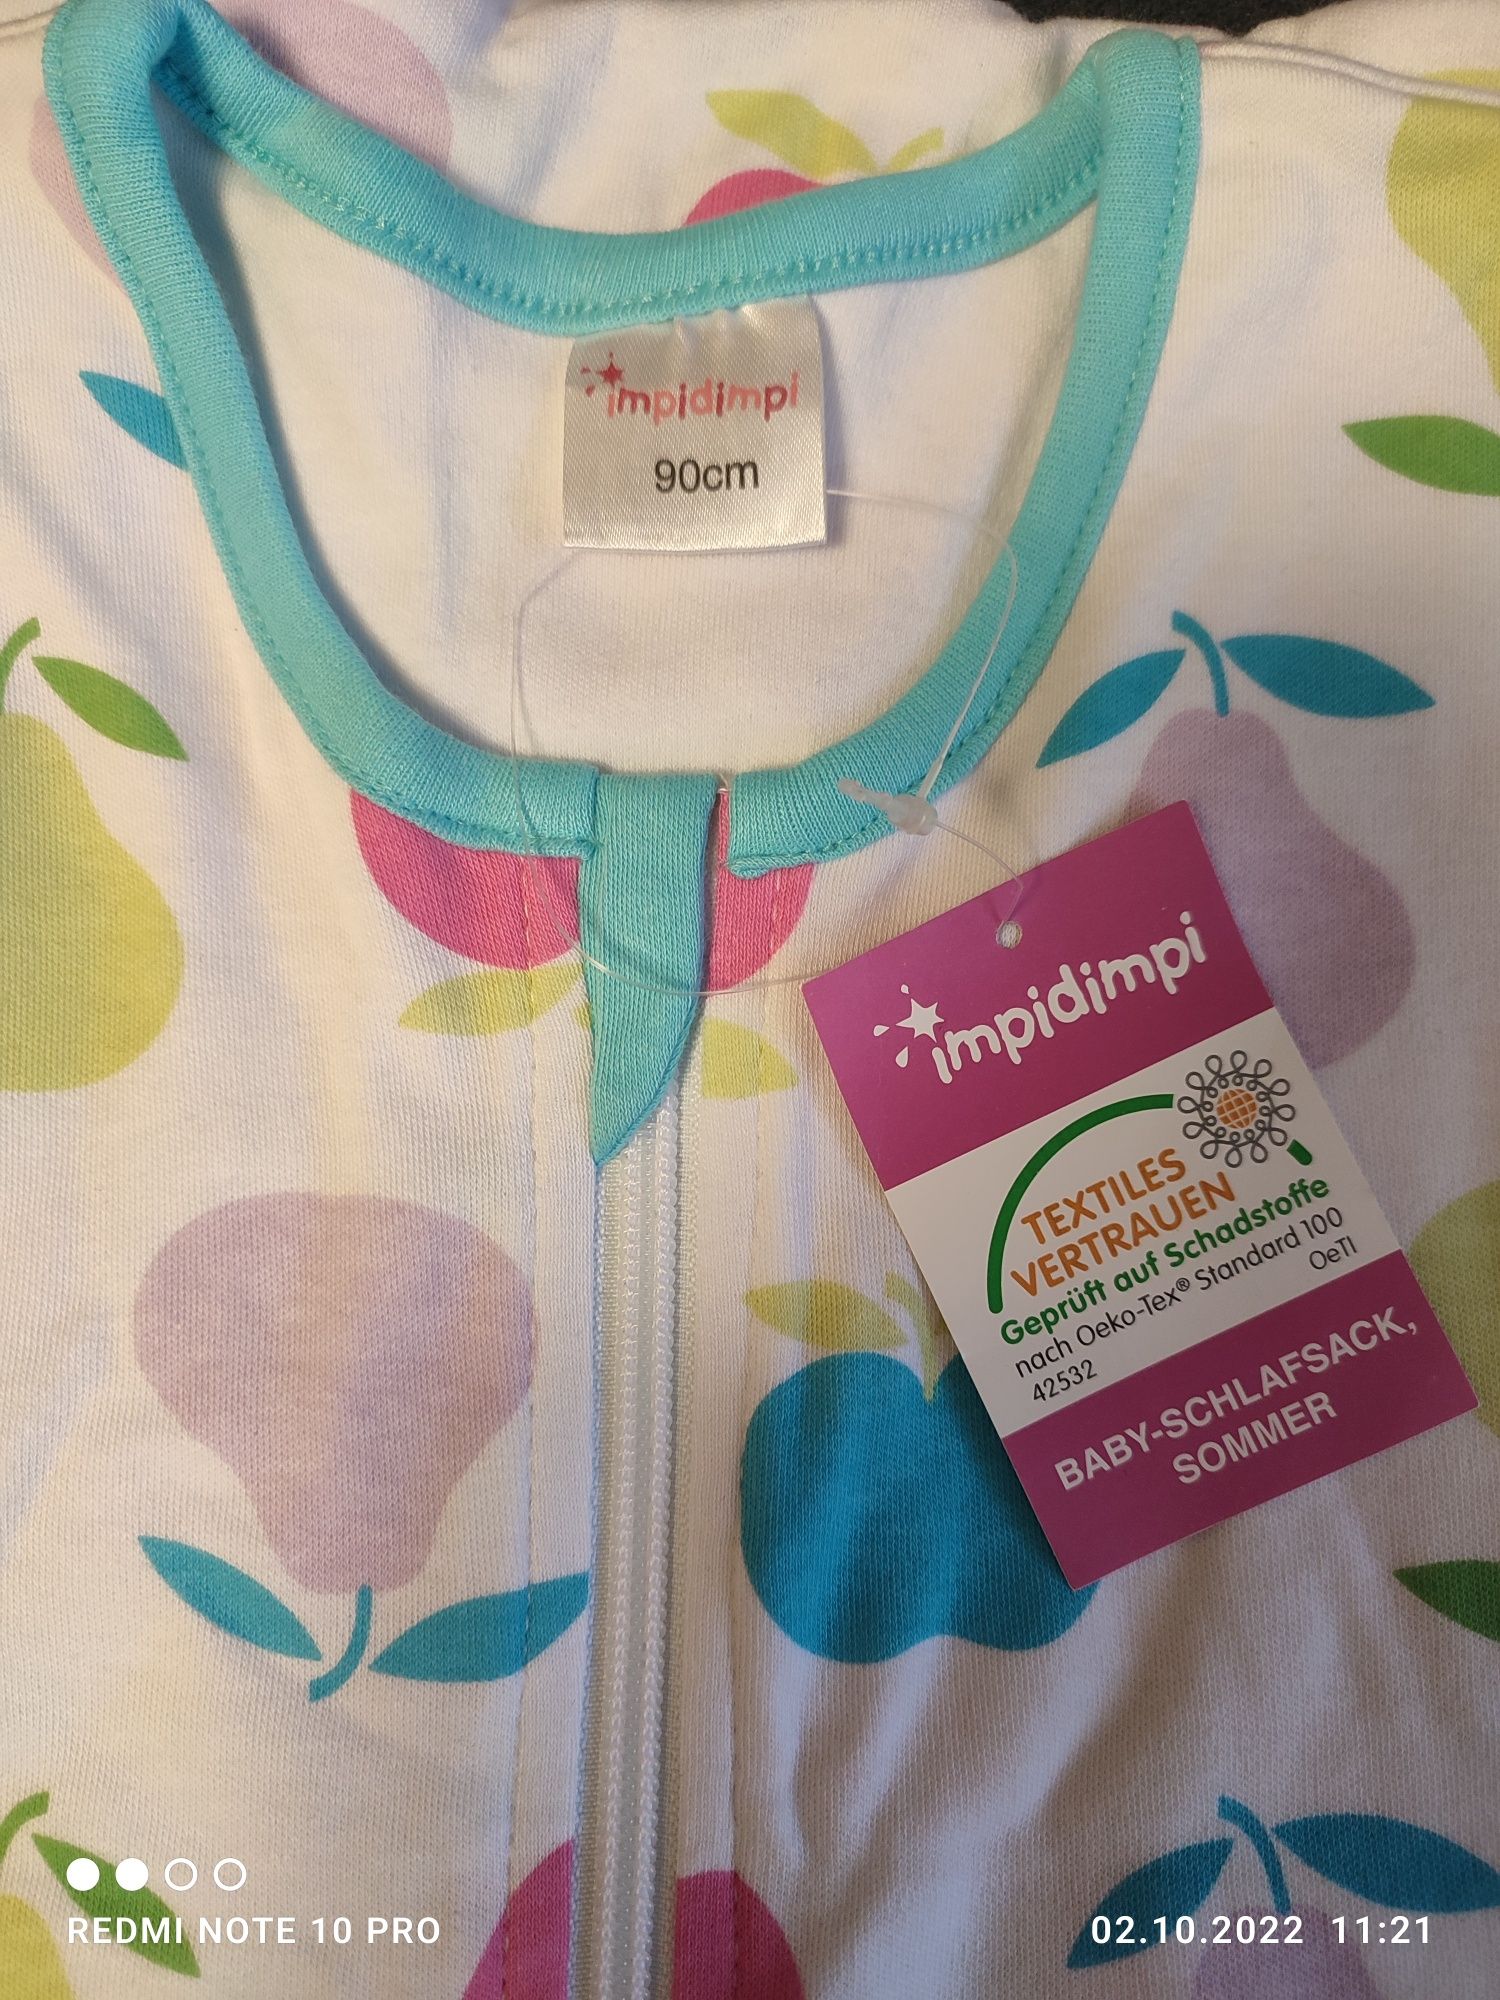 impidimpi
90cm
impidimpi
TEXTILES
VERTRAUEN
Geprüft auf Schadstoffe
nach Oeko-Tex® Standard 100
42532 OeTI
BABY-SCHLAFSACK,
SOMMER
REDMI NOTE 10 PRO
02.10.2022 11:21